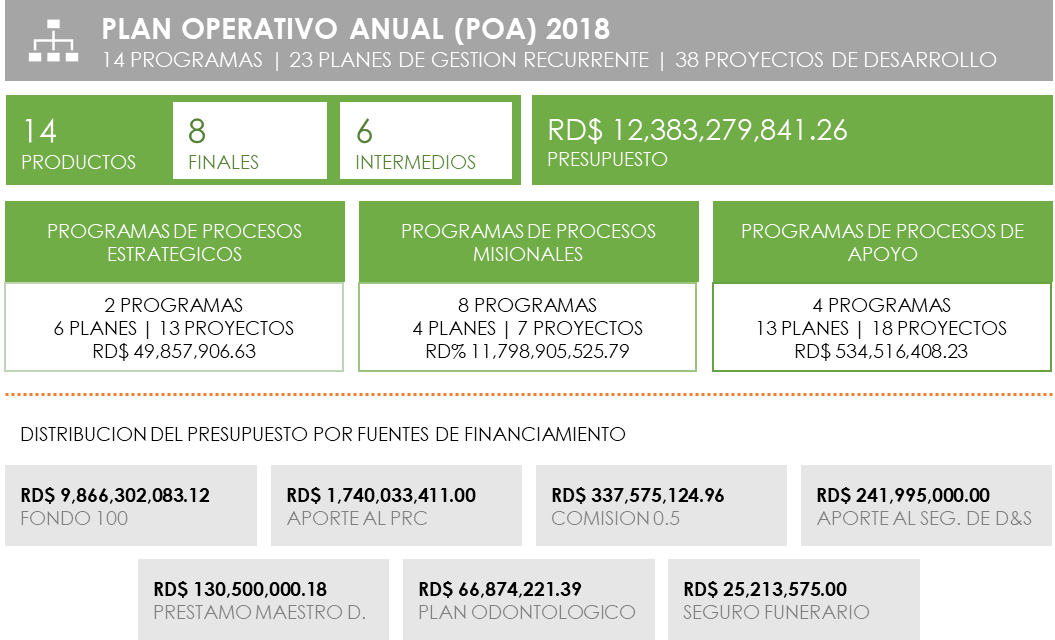 PLAN OPERATIVO ANUAL (POA) 2018
14 PROGRAMAS | 23 PLANES DE GESTION RECURRENTE | 38 PROYECTOS DE DESARROLLO
14
PRODUCTOS
8
FINALES
6
INTERMEDIOS
RD$ 12,383,279,841.26
PRESUPUESTO
PROGRAMAS DE PROCESOS
ESTRATEGICOS
2 PROGRAMAS
6 PLANES | 13 PROYECTOS
RD$ 49,857,906.63
PROGRAMAS DE PROCESOS
MISIONALES
8 PROGRAMAS
4 PLANES | 7 PROYECTOS
RD% 11,798,905,525.79
PROGRAMAS DE PROCESOS DE
APOYO
4 PROGRAMAS
13 PLANES | 18 PROYECTOS
RD$ 534,516,408.23
DISTRIBUCION DEL PRESUPUESTO POR FUENTES DE FINANCIAMIENTO
RD$ 9,866,302,083.12
FONDO 100
RD$ 1,740,033,411.00
APORTE AL PRC
RD$ 337,575,124.96
COMISION 0.5
RD$ 241,995,000.00
APORTE AL SEG. DE D&S
RD$ 130,500,000.18
PRESTAMO MAESTRO D.
RD$ 66,874,221.39
PLAN ODONTOLOGICO
RD$ 25,213,575.00
SEGURO FUNERARIO